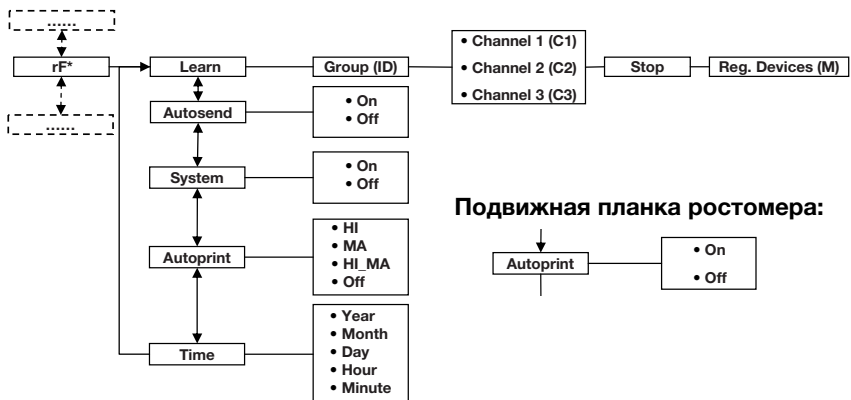 ......
rF*
......
Learn
Group (ID)
• Channel 1 (C1)
• Channel 2 (C2)
• Channel 3 (C3)
Stop
Reg. Devices (M)
Autosend
• On
• Off
System
• On
• Off
Autoprint
• HI
• MA
• HI_MA
• Off
Time
• Year
• Month
• Day
• Hour
• Minute
Подвижная планка ростомера:
Autoprint
• On
• Off